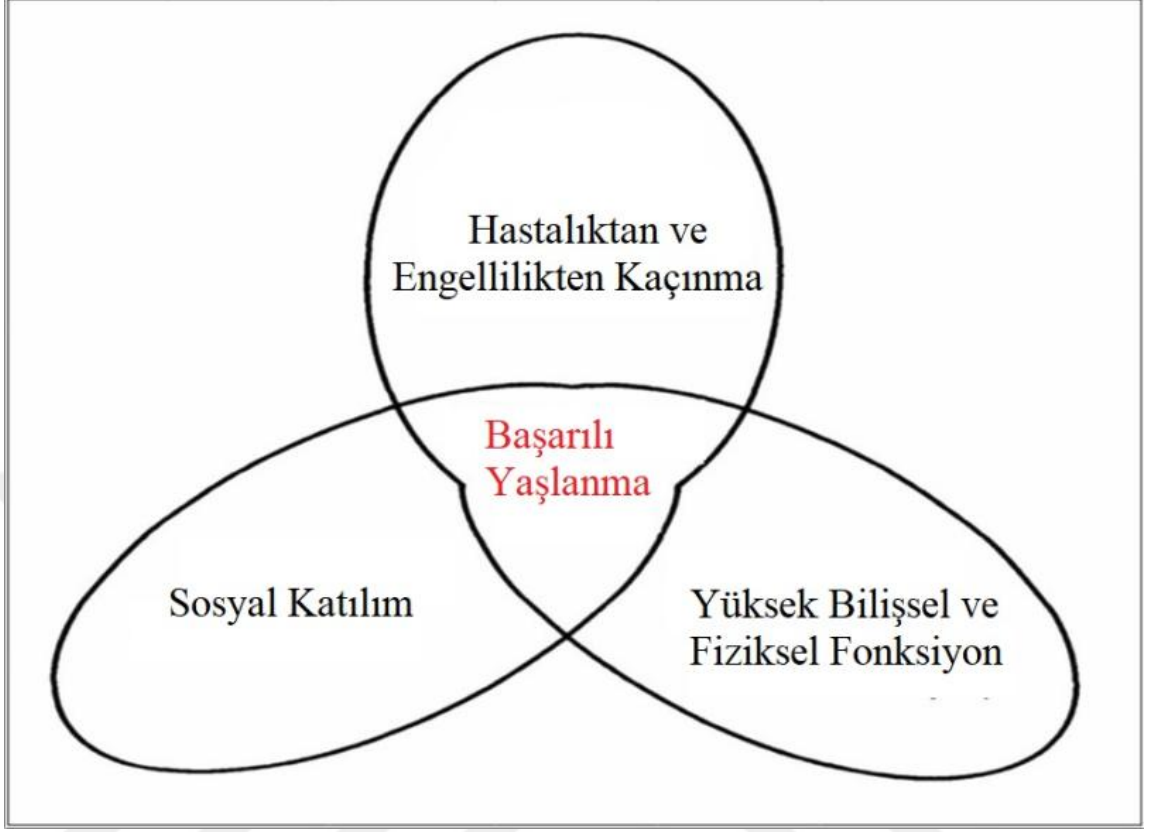 Hastalıktan ve
Engellilikten Kaçınma
Başarılı
Yaşlanma
Sosyal Katılım
Yüksek Bilişsel ve
Fiziksel Fonksiyon